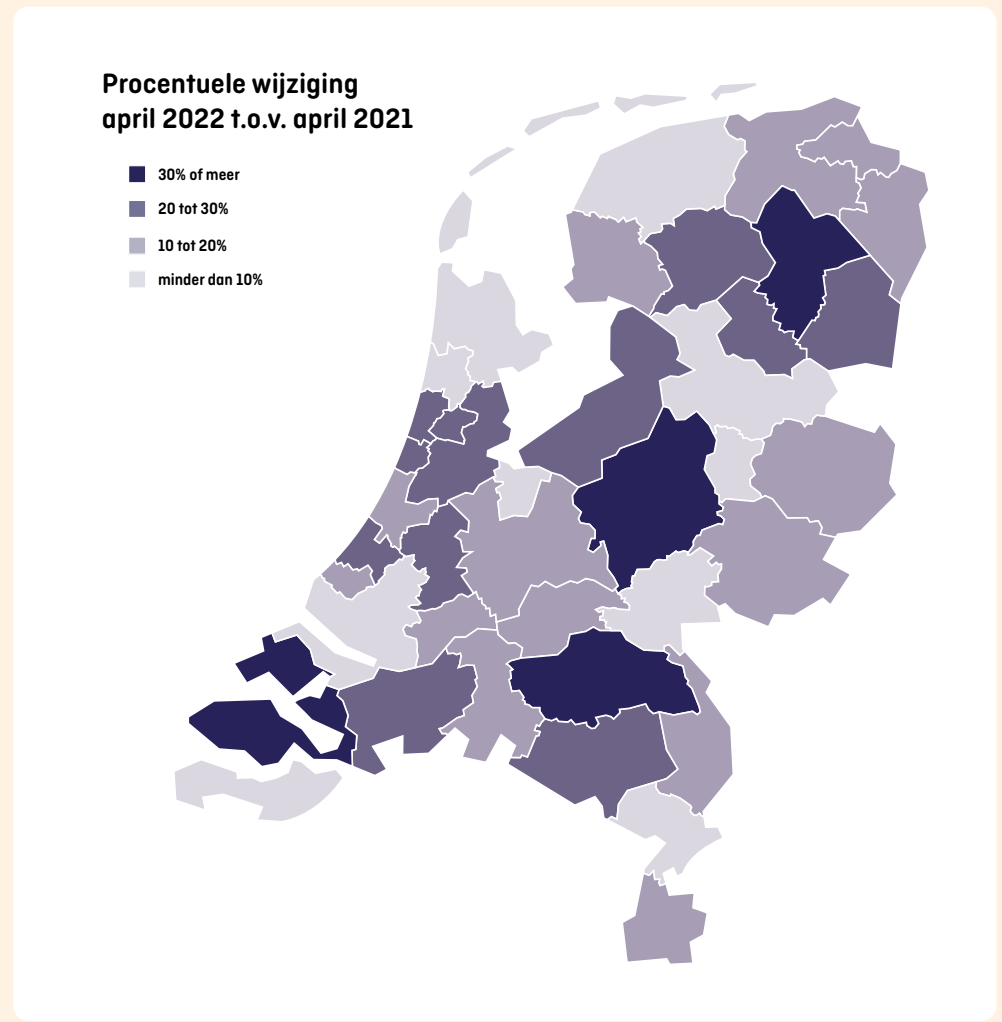 Procentuele wijziging
april 2022 t.o.v. april 2021
30% of meer
20 tot 30%
10 tot 20%
minder dan 10%